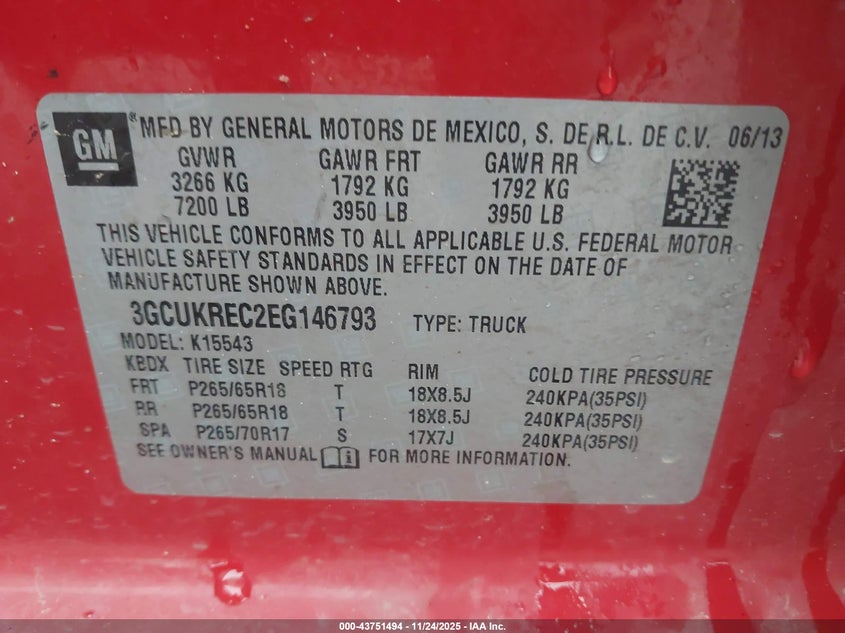 GM
® MFD BY GENERAL MOTORS DE MEXICO, S. DE R.L. DE C.V. 06/13
GVWR GAWR FRT GAWR RR
3266 KG 1792 KG 1792 KG
7200 LB 3950 LB 3950 LB
THIS VEHICLE CONFORMS TO ALL APPLICABLE U.S. FEDERAL MOTOR
VEHICLE SAFETY STANDARDS IN EFFECT ON THE DATE OF
MANUFACTURE SHOWN ABOVE.
3GCUKREC2EG146793 TYPE: TRUCK
MODEL: K15543
KBDX TIRE SIZE SPEED RTG RIM COLD TIRE PRESSURE
FRT P265/65R18 T 18X8.5J 240KPA(35PSI)
RR P265/65R18 T 18X8.5J 240KPA(35PSI)
SPA P265/70R17 S 17X7J 240KPA(35PSI)
SEE OWNER'S MANUAL FOR MORE INFORMATION.
000-43751494 - 11/24/2025 - IAA Inc.